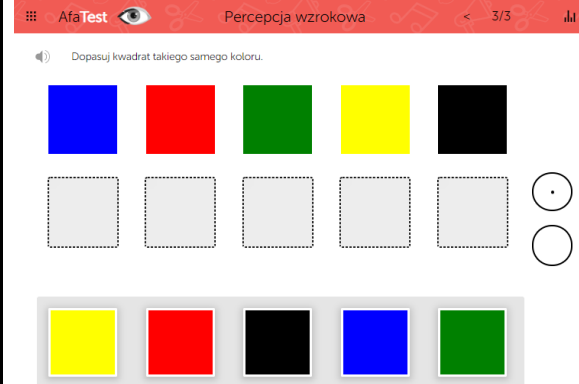 AfaTest Percepcja wzrokowa < 3/3
Dopasuj kwadrat takiego samego koloru.